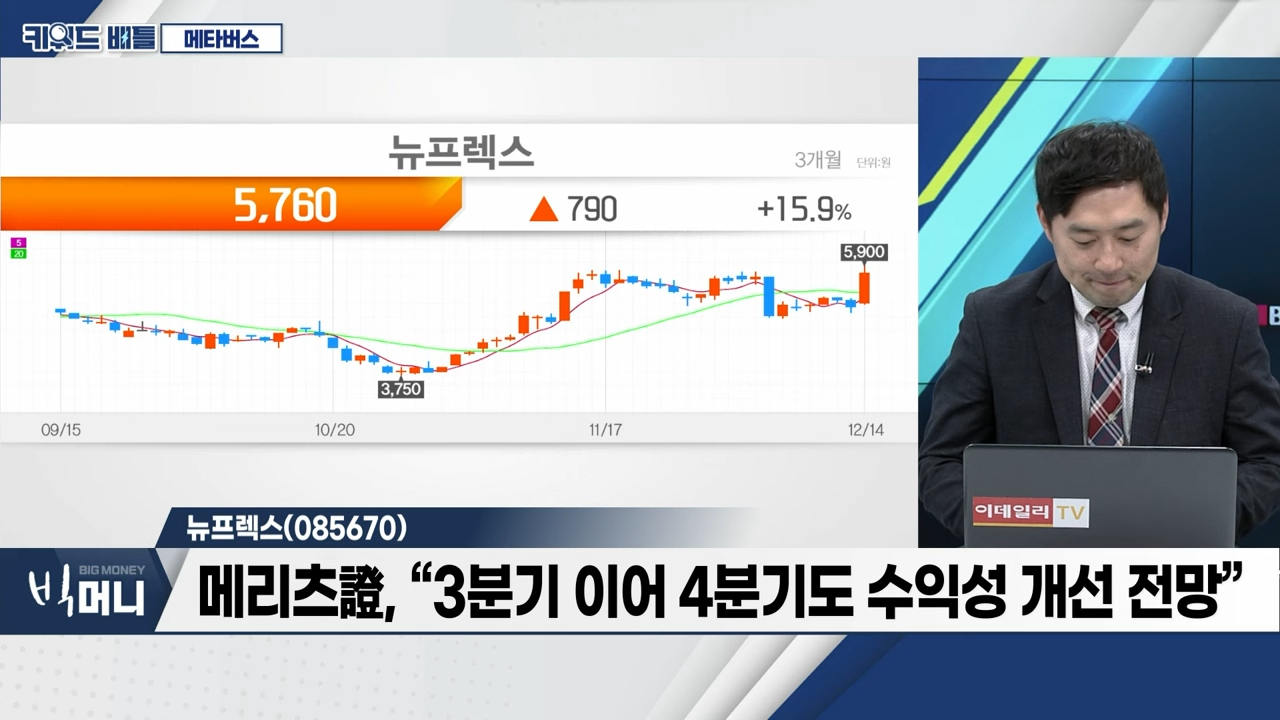 키워드 배틀 메타버스
뉴프렉스
3개월 단위:원
5,760 ▲ 790 +15.9%
5
20
5,900
3,750
09/15 10/20 11/17 12/14
B
이데일리 TV
뉴프렉스(085670)
BIG MONEY
빅머니
메리츠證, “3분기 이어 4분기도 수익성 개선 전망”